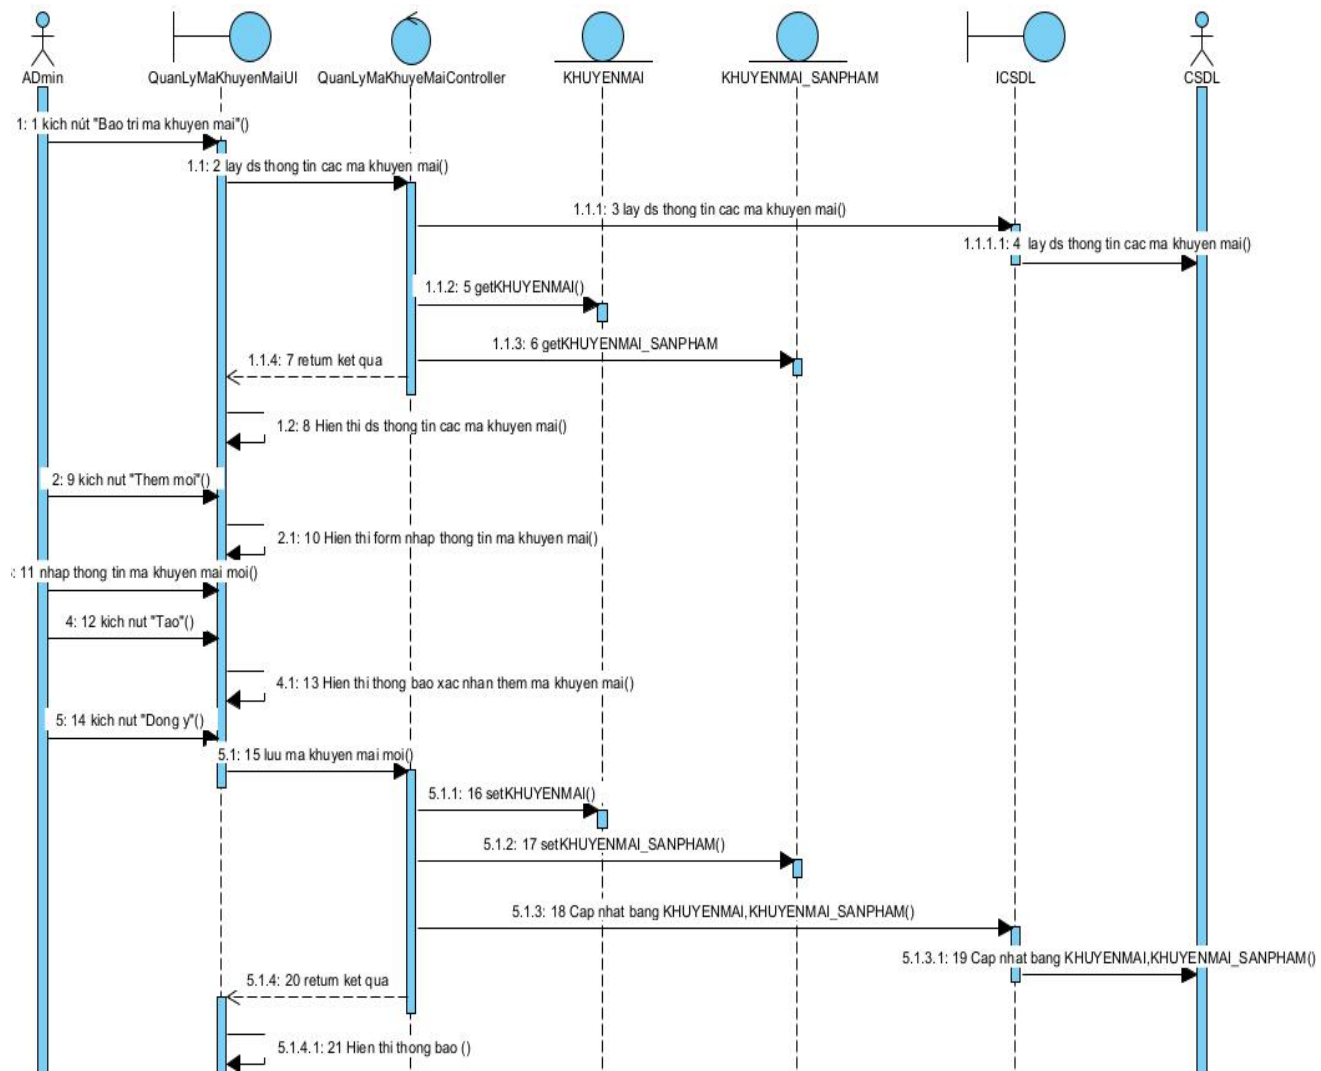 ADmin
QuanLyMaKhuyenMaiUI
QuanLyMaKhuyeMaiController
KHUYENMAI
KHUYENMAI_SANPHAM
ICSDL
CSDL
1: 1 kich nút "Bao tri ma khuyen mai"()
1.1: 2 lay ds thong tin cac ma khuyen mai()
1.1.1: 3 lay ds thong tin cac ma khuyen mai()
1.1.1.1: 4 lay ds thong tin cac ma khuyen mai()
1.1.2: 5 getKHUYENMAI()
1.1.3: 6 getKHUYENMAI_SANPHAM
1.1.4: 7 return ket qua
1.2: 8 Hien thi ds thong tin cac ma khuyen mai()
2: 9 kich nut "Them moi"()
2.1: 10 Hien thi form nhap thong tin ma khuyen mai()
: 11 nhap thong tin ma khuyen mai moi()
4: 12 kich nut "Tao"()
4.1: 13 Hien thi thong bao xac nhan them ma khuyen mai()
5: 14 kich nut "Dong y"()
5.1: 15 luu ma khuyen mai moi()
5.1.1: 16 setKHUYENMAI()
5.1.2: 17 setKHUYENMAI_SANPHAM()
5.1.3: 18 Cap nhat bang KHUYENMAI,KHUYENMAI_SANPHAM()
5.1.3.1: 19 Cap nhat bang KHUYENMAI,KHUYENMAI_SANPHAM()
5.1.4: 20 return ket qua
5.1.4.1: 21 Hien thi thong bao ()